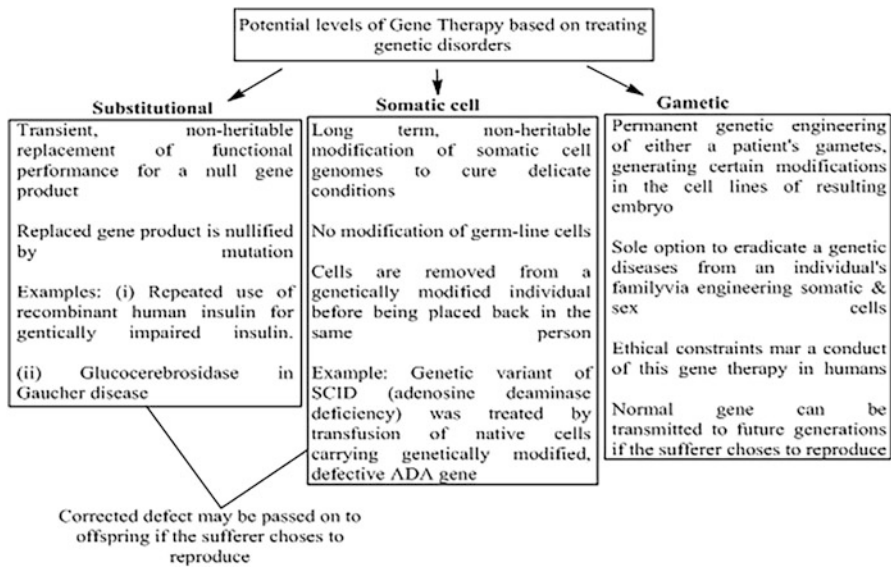 Potential levels of Gene Therapy based on treating
genetic disorders
Substitutional
Transient, non-heritable
replacement of functional
performance for a null gene
product
Replaced gene product is nullified
by mutation
Examples: (i) Repeated use of
recombinant human insulin for
gentically impaired insulin.
(ii) Glucocerebrosidase in
Gaucher disease
Somatic cell
Long term, non-heritable
modification of somatic cell
genomes to cure delicate
conditions
No modification of germ-line cells
Cells are removed from a
genetically modified individual
before being placed back in the
same person
Example: Genetic variant of
SCID (adenosine deaminase
deficiency) was treated by
transfusion of native cells
carrying genetically modified,
defective ADA gene
Gametic
Permanent genetic engineering
of either a patient's gametes,
generating certain modifications
in the cell lines of resulting
embryo
Sole option to eradicate a genetic
diseases from an individual's
familyvia engineering somatic &
sex cells
Ethical constraints mar a conduct
of this gene therapy in humans
Normal gene can be
transmitted to future generations
if the sufferer choses to reproduce
Corrected defect may be passed on to
offspring if the sufferer choses to
reproduce